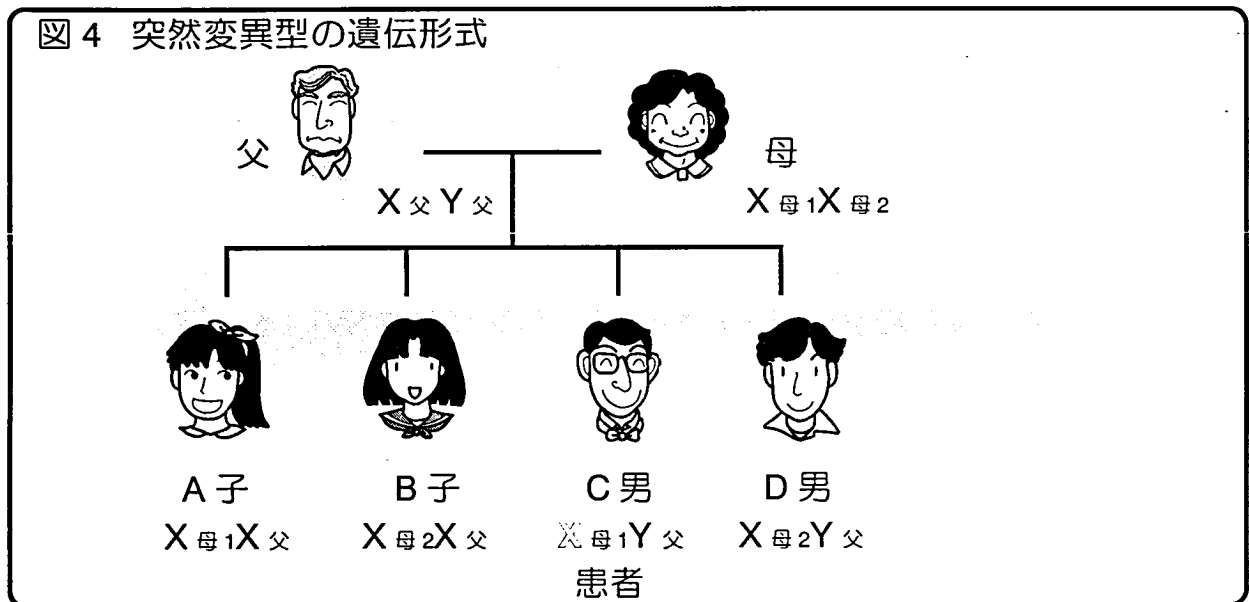 図4 突然変異型の遺伝形式
父
母
X父Y父
X母1X母2
A子
B子
C男
D男
X母1X父
X母2X父
X母1Y父
X母2Y父
患者